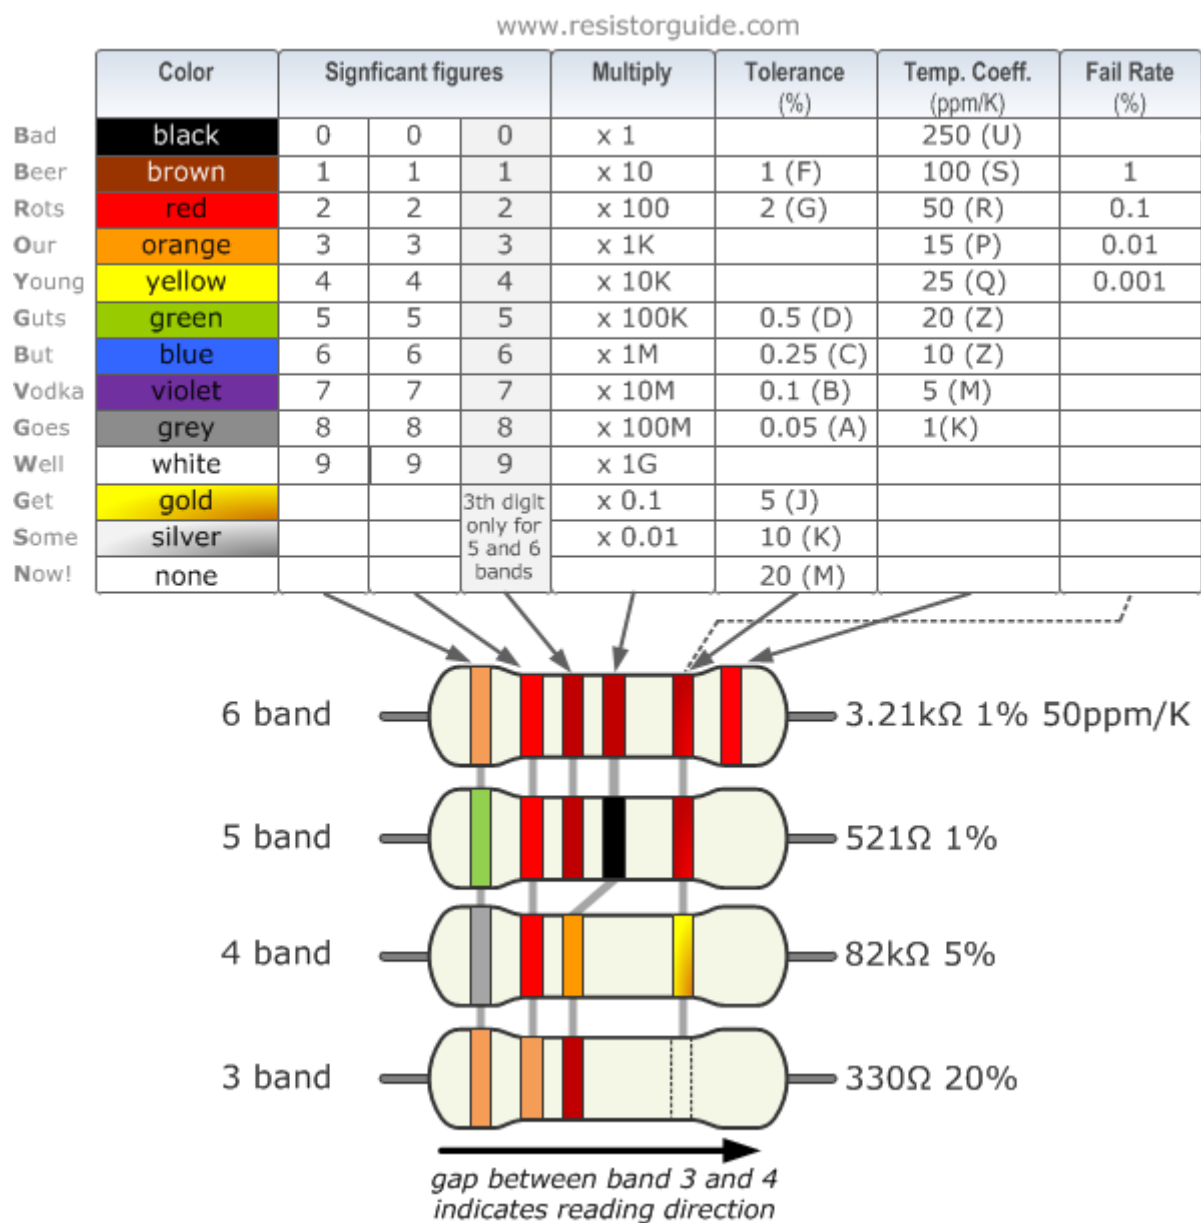 www.resistorguide.com
Color Signficant figures Multiply Tolerance (%) Temp. Coeff. (ppm/K) Fail Rate (%)
Bad black 0 0 0 x 1 250 (U)
Beer brown 1 1 1 x 10 1 (F) 100 (S) 1
Rots red 2 2 2 x 100 2 (G) 50 (R) 0.1
Our orange 3 3 3 x 1K 15 (P) 0.01
Young yellow 4 4 4 x 10K 25 (Q) 0.001
Guts green 5 5 5 x 100K 0.5 (D) 20 (Z)
But blue 6 6 6 x 1M 0.25 (C) 10 (Z)
Vodka violet 7 7 7 x 10M 0.1 (B) 5 (M)
Goes grey 8 8 8 x 100M 0.05 (A) 1(K)
Well white 9 9 9 x 1G
Get gold x 0.1 5 (J)
Some silver x 0.01 10 (K)
Now! none 20 (M)
3th digit
only for
5 and 6
bands
6 band 3.21kΩ 1% 50ppm/K
5 band 521Ω 1%
4 band 82kΩ 5%
3 band 330Ω 20%
gap between band 3 and 4
indicates reading direction